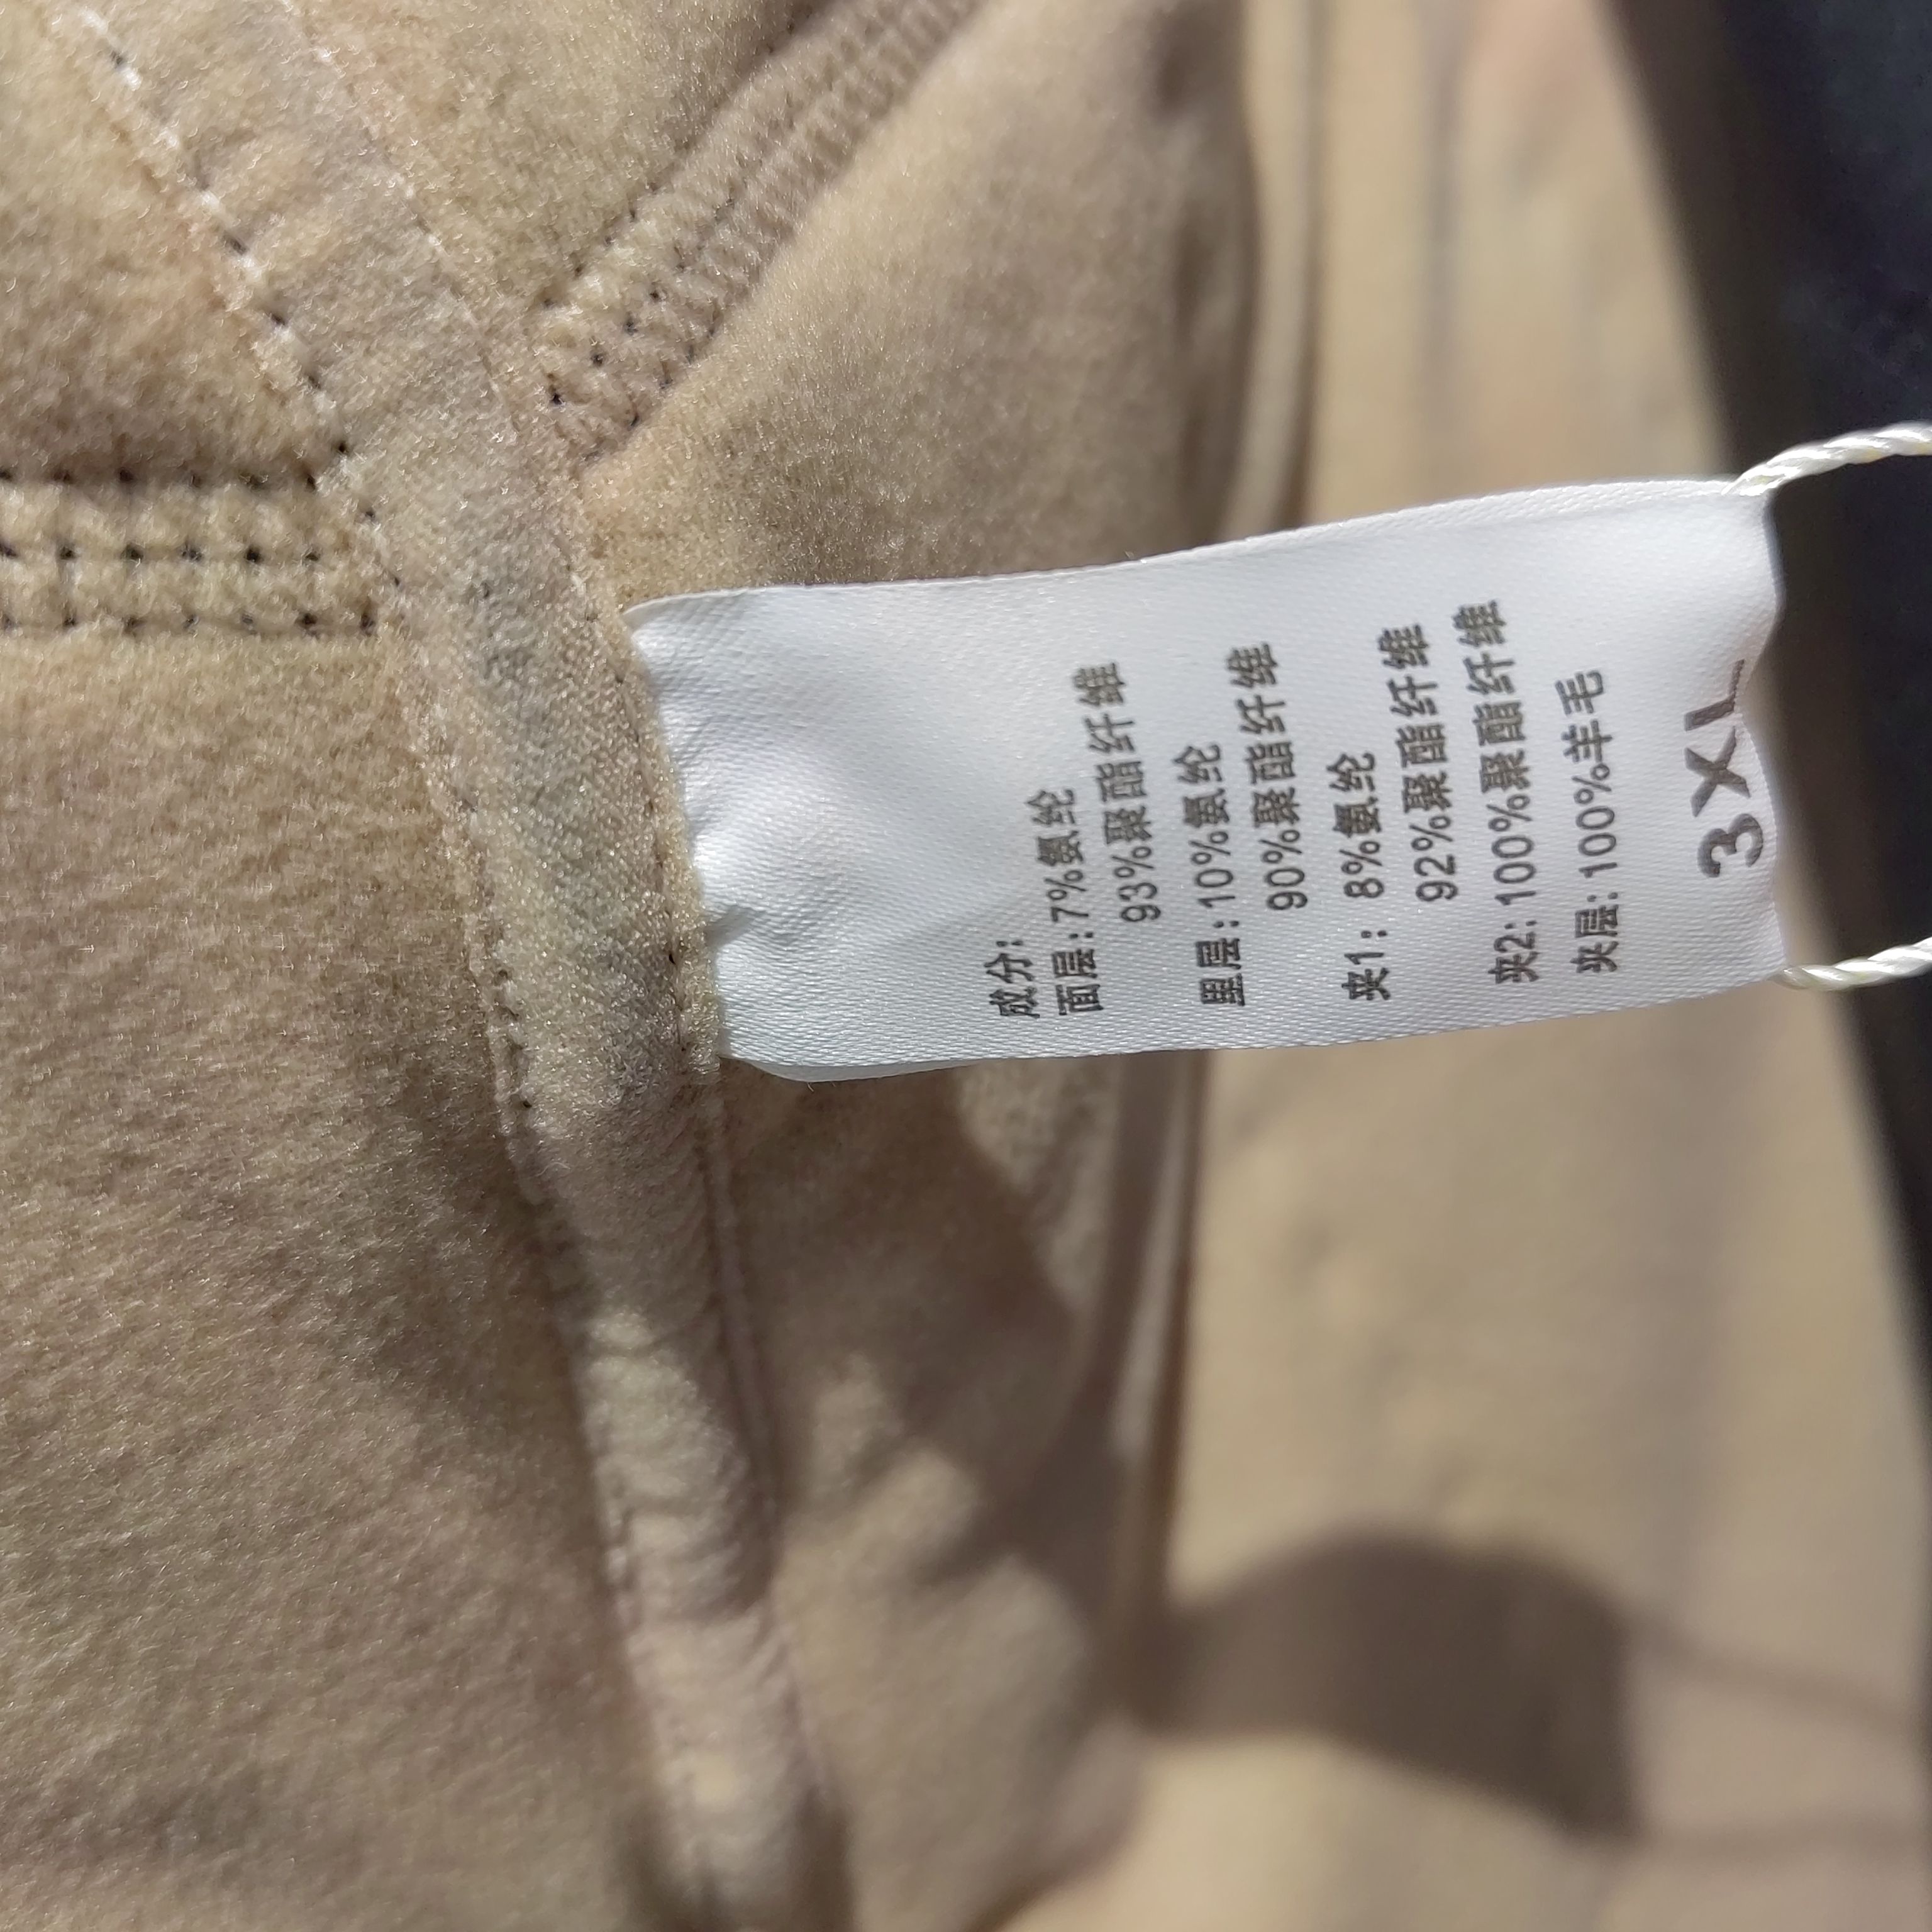 成分:
面层:7%氨纶
93%聚酯纤维
里层:10%氨纶
90%聚酯纤维
夹1: 8%氨纶
92%聚酯纤维
夹2:100%聚酯纤维
夹层:100%羊毛
3XL